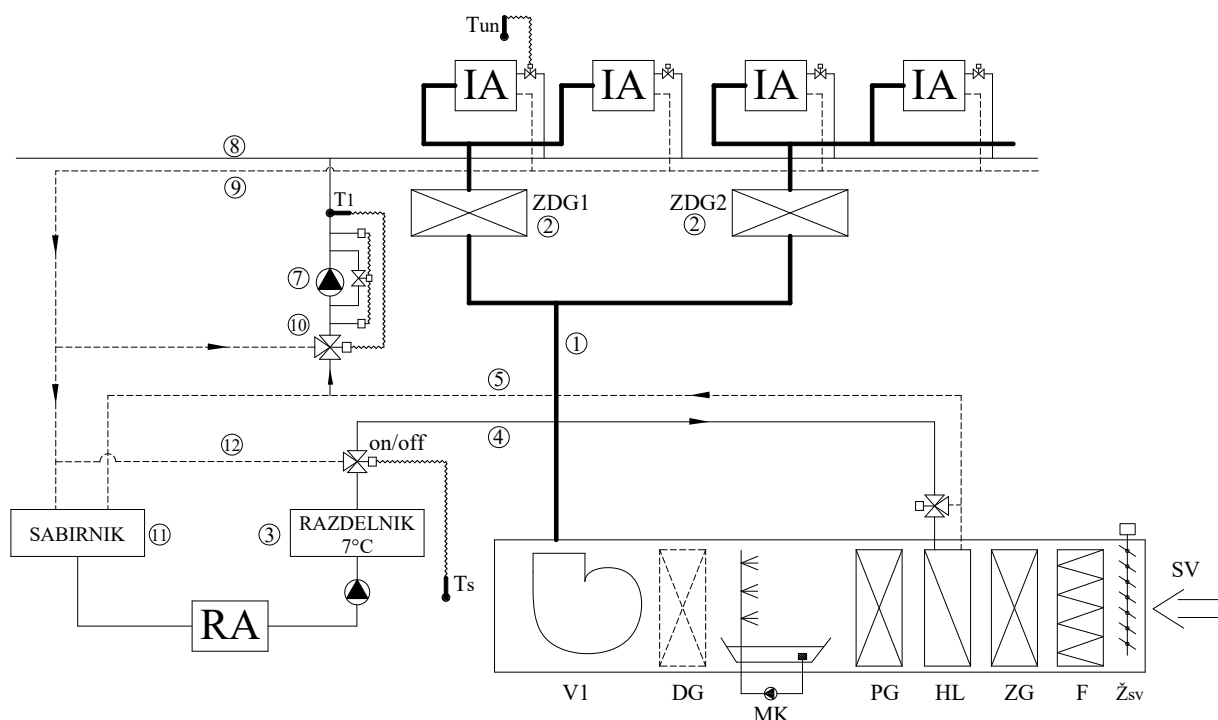 Tun
IA IA IA IA
⑧
⑨
T1
ZDG1
②
ZDG2
②
⑦
⑩
①
⑤
④
⑫
on/off
SABIRNIK
⑪
③
RAZDELNIK
7°C
Ts
RA
SV
V1 DG MK PG HL ZG F Žsv